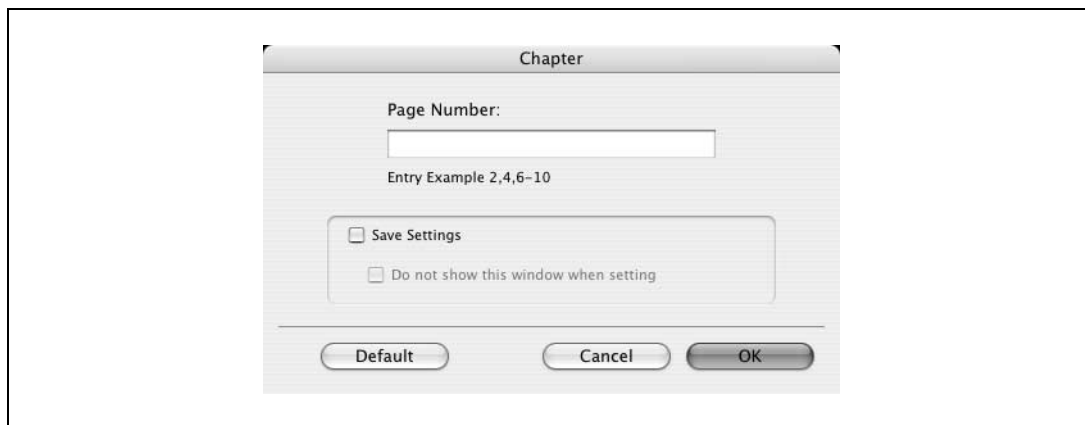 Chapter
Page Number:
Entry Example 2,4,6–10
Save Settings
Do not show this window when setting
Default Cancel OK